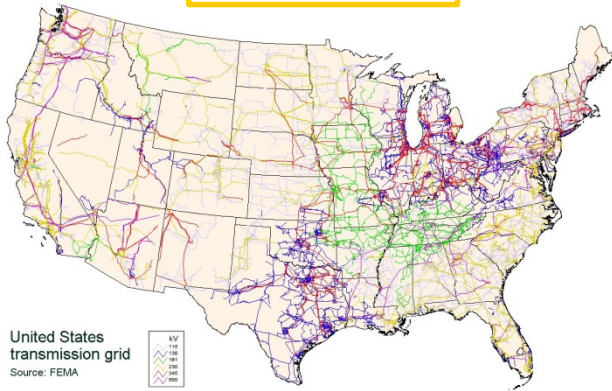 United States
transmission grid
Source: FEMA
kV
115
138
161
230
345
500